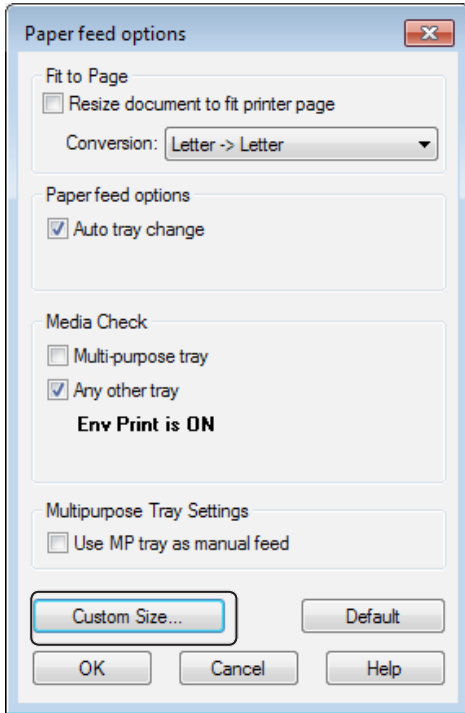 Paper feed options
Fit to Page
Resize document to fit printer page
Conversion: Letter -> Letter
Paper feed options
Auto tray change
Media Check
Multi-purpose tray
Any other tray
Env Print is ON
Multipurpose Tray Settings
Use MP tray as manual feed
Custom Size... Default
OK Cancel Help